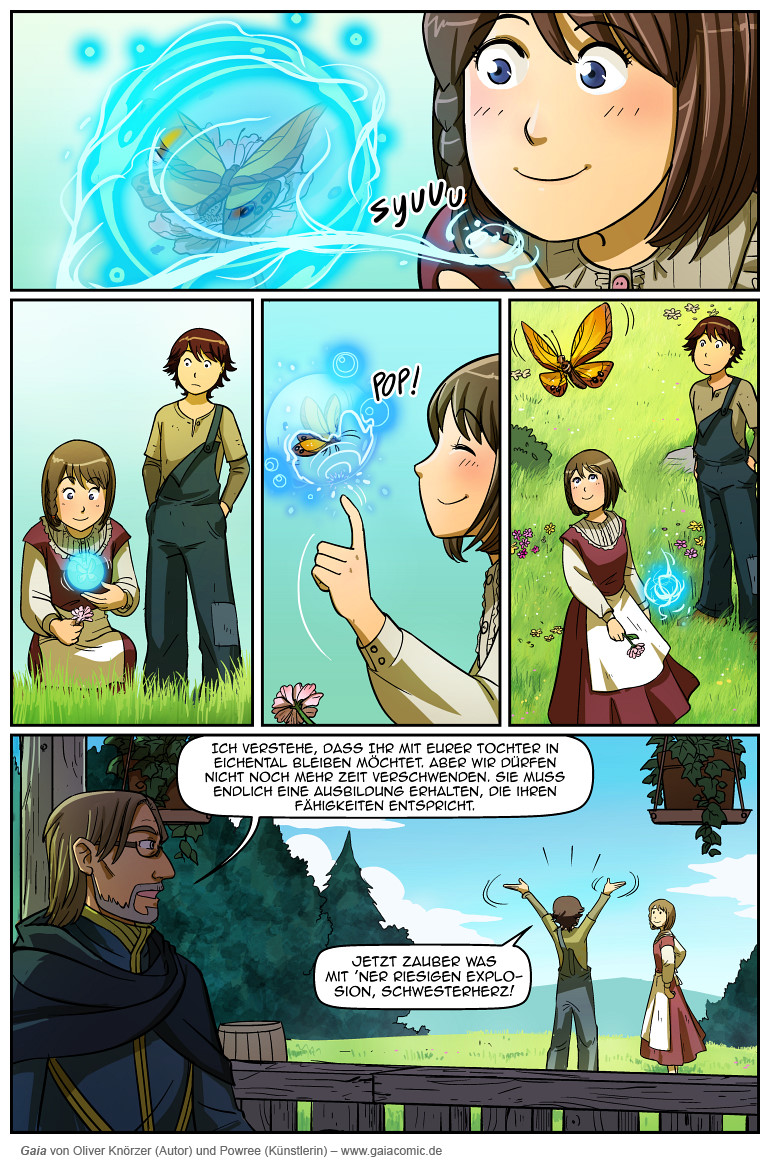 SYUUU
POP!
ICH VERSTEHE, DASS IHR MIT EURER TOCHTER IN
EICHENTAL BLEIBEN MÖCHTET. ABER WIR DÜRFEN
NICHT NOCH MEHR ZEIT VERSCHWENDEN. SIE MUSS
ENDLICH EINE AUSBILDUNG ERHALTEN, DIE IHREN
FÄHIGKEITEN ENTSPRICHT.
JETZT ZAUBER WAS
MIT 'NER RIESIGEN EXPLO-
SION, SCHWESTERHERZ!
Gaia von Oliver Knörzer (Autor) und Powree (Künstlerin) – www.gaiacomic.de